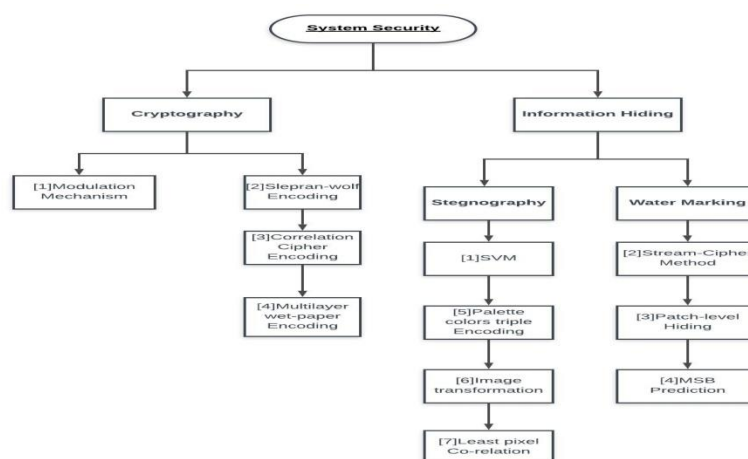 System Security
Cryptography
Information Hiding
[1]Modulation
Mechanism
[2]Slepran-wolf
Encoding
[3]Correlation
Cipher
Encoding
[4]Multilayer
wet-paper
Encoding
Stegnography
[1]SVM
[5]Palette
colors triple
Encoding
[6]Image
transformation
[7]Least pixel
Co-relation
Water Marking
[2]Stream-Cipher
Method
[3]Patch-level
Hiding
[4]MSB
Prediction